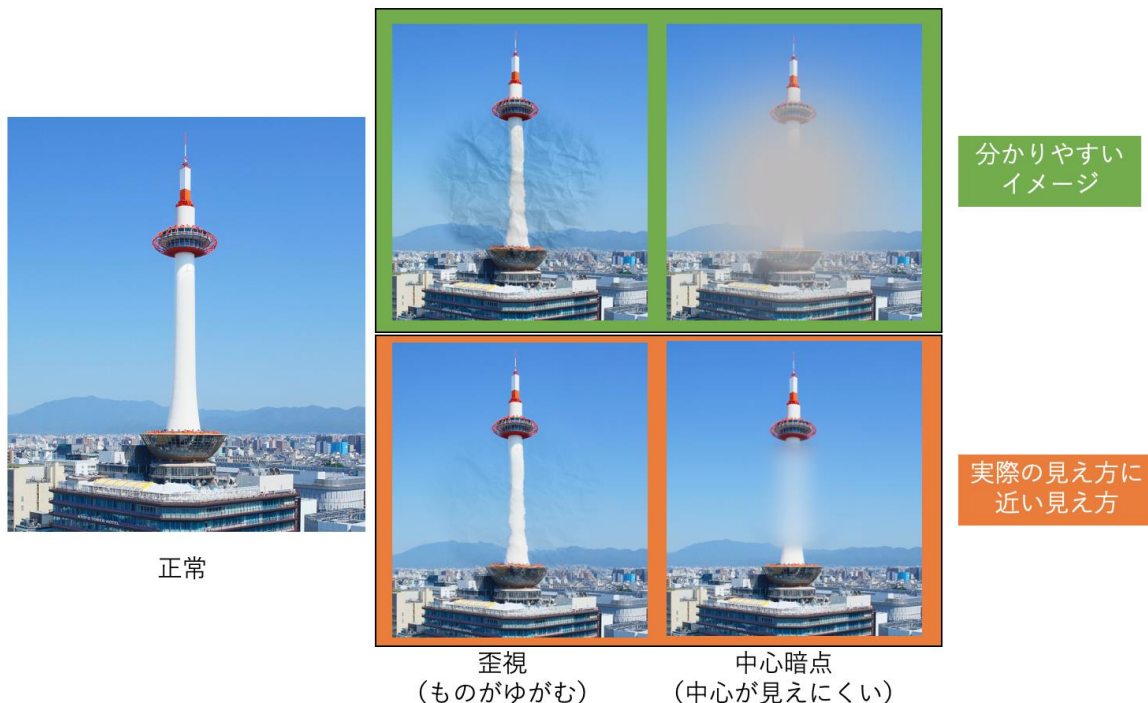 分かりやすい
イメージ
実際の見え方に
近い見え方
正常
歪視
（ものがゆがむ）
中心暗点
（中心が見えにくい）